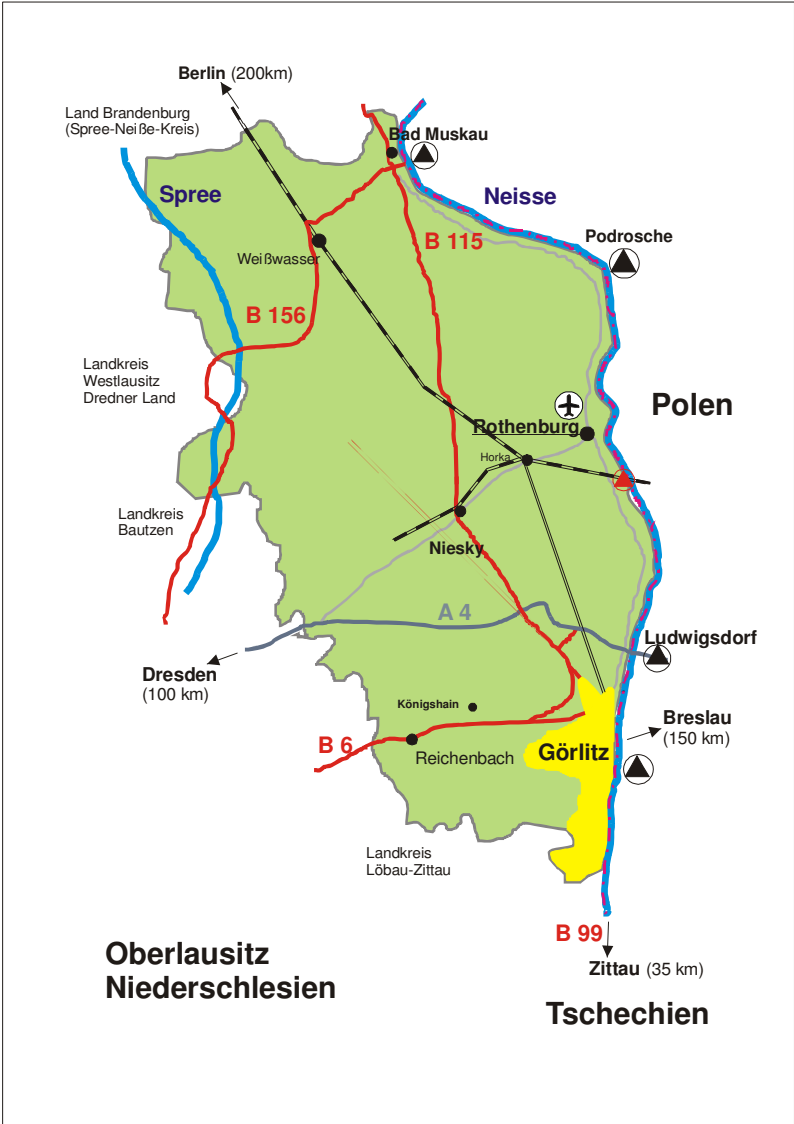 Berlin (200km)
Land Brandenburg
(Spree-Neiße-Kreis)
Bad Muskau
Spree
Neisse
Podrosche
B 115
Weißwasser
B 156
Landkreis
Westlausitz
Dredner Land
Polen
Rothenburg
Horka
Landkreis
Bautzen
Niesky
A 4
Ludwigsdorf
Dresden
(100 km)
Königshain
Breslau
(150 km)
B 6
Reichenbach
Görlitz
Landkreis
Löbau-Zittau
B 99
Oberlausitz
Niederschlesien
Zittau (35 km)
Tschechien